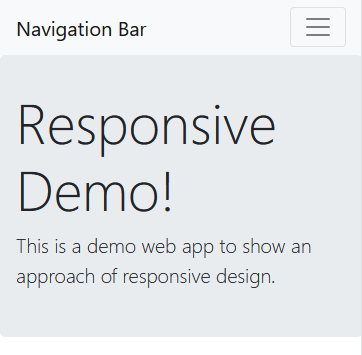 Navigation Bar
Responsive
Demo!
This is a demo web app to show an
approach of responsive design.